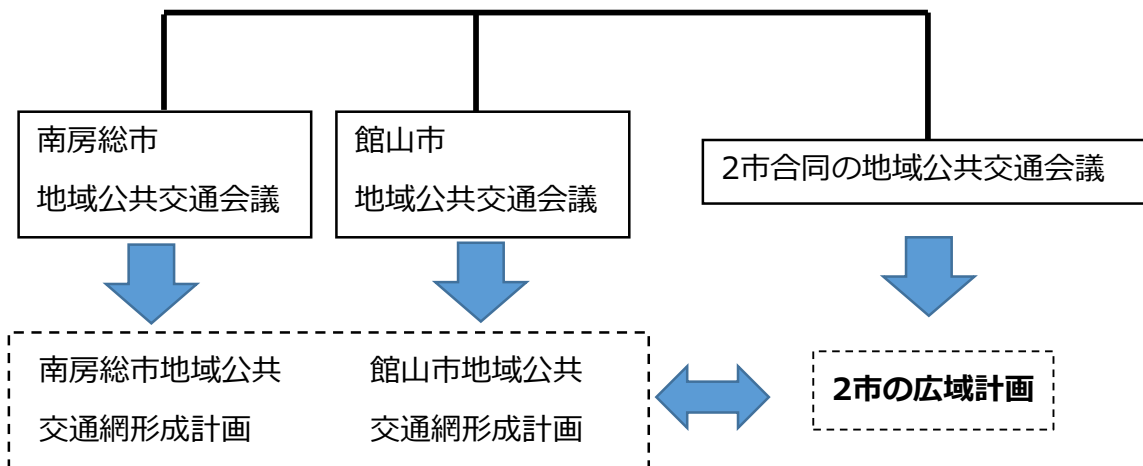 南房総市
地域公共交通会議
館山市
地域公共交通会議
2市合同の地域公共交通会議
南房総市地域公共
交通網形成計画
館山市地域公共
交通網形成計画
2市の広域計画